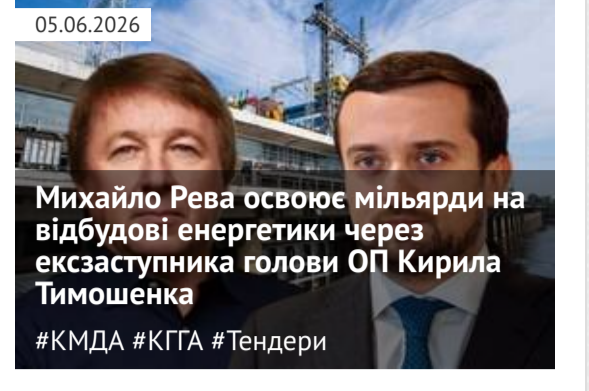 05.06.2026
Михайло Рева освоює мільярди на
відбудові енергетики через
ексзаступника голови ОП Кирила
Тимошенка
#КМДА #КГГА #Тендери